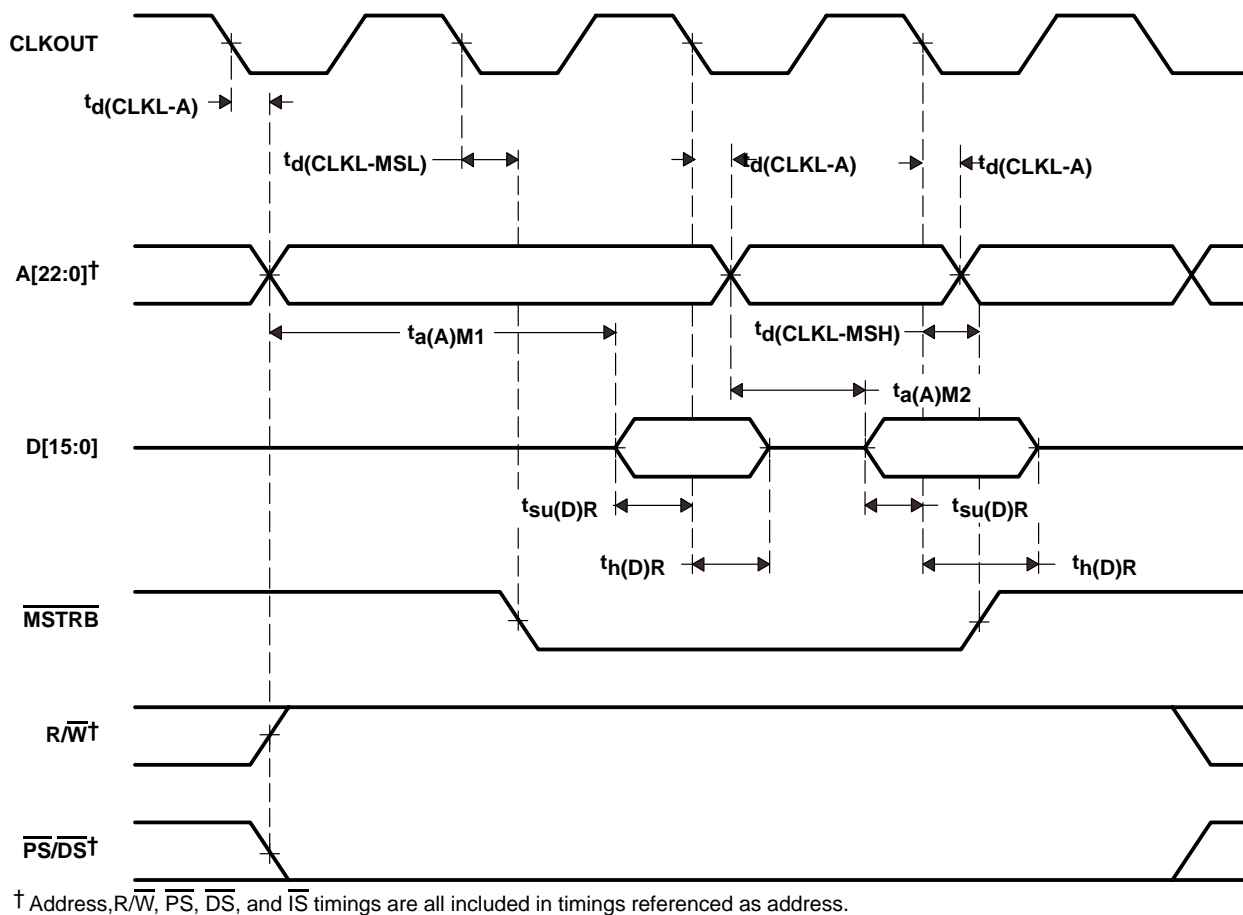 CLKOUT
td(CLKL-A)
td(CLKL-MSL)
td(CLKL-A)
td(CLKL-A)
A[22:0]†
ta(A)M1
td(CLKL-MSH)
ta(A)M2
D[15:0]
tsu(D)R
tsu(D)R
th(D)R
th(D)R
MSTRB
R/W†
PS/DS†
† Address,R/W, PS, DS, and IS timings are all included in timings referenced as address.